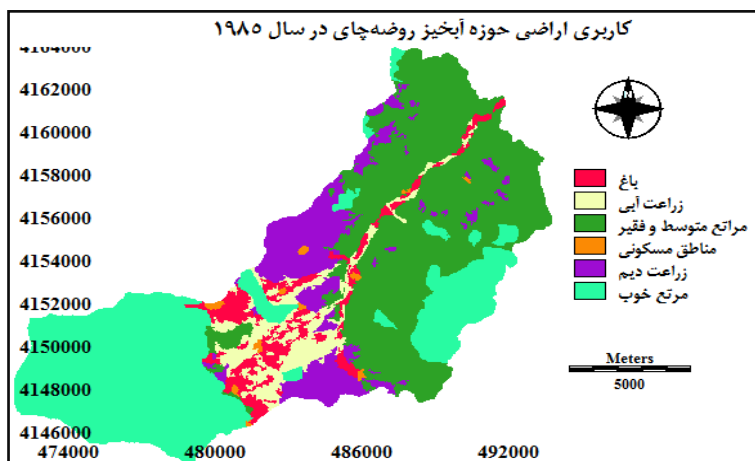 کاربری اراضی حوزه آبخیز روضه‌چای در سال ۱۹۸۵
4164000
4162000
4160000
4158000
4156000
4154000
4152000
4150000
4148000
4146000
474000 480000 486000 492000
N
باغ
زراعت آبی
مراتع متوسط و فقیر
مناطق مسکونی
زراعت دیم
مرتع خوب
Meters
5000